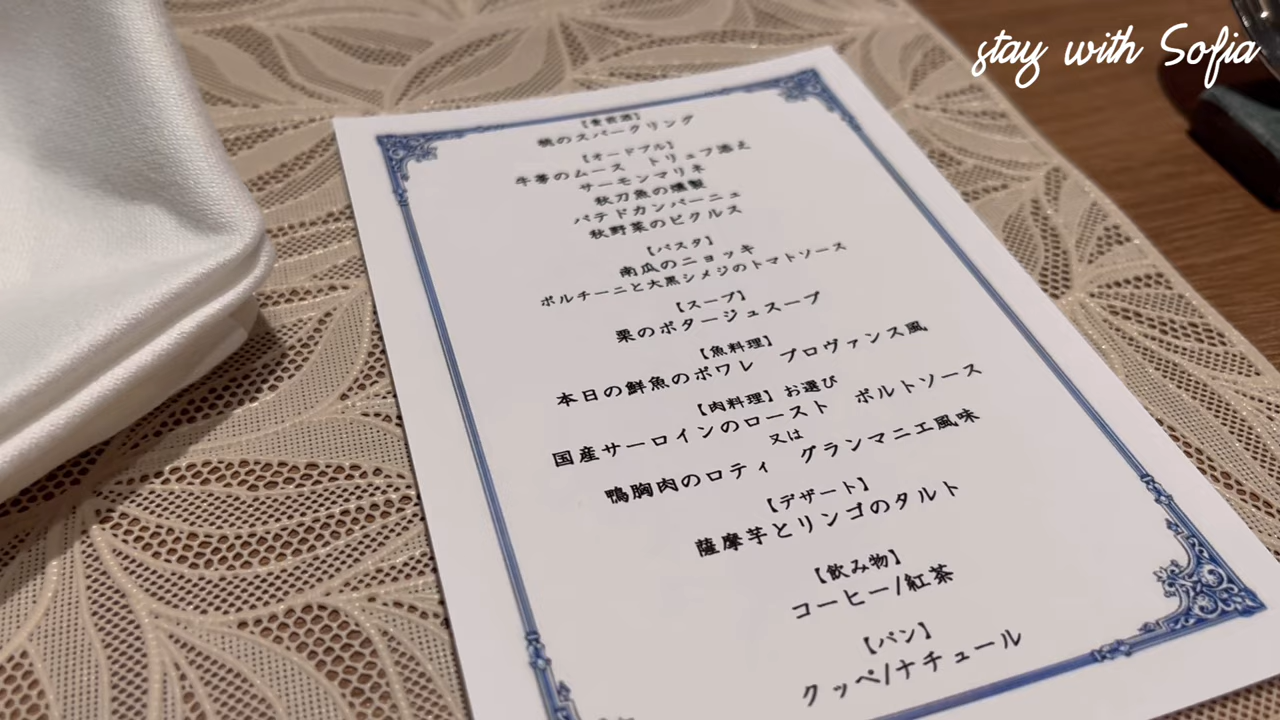 stay with Sofia
【食前酒】
桃のスパークリング
【オードブル】
牛蒡のムース　トリュフ添え
サーモンマリネ
秋刀魚の燻製
パテドカンパーニュ
秋野菜のピクルス
【パスタ】
南瓜のニョッキ
ポルチーニと大黒シメジのトマトソース
【スープ】
栗のポタージュスープ
【魚料理】
本日の鮮魚のポワレ　プロヴァンス風
【肉料理】お選び
国産サーロインのロースト　ポルトソース
又は
鴨胸肉のロティ　グランマニエ風味
【デザート】
薩摩芋とリンゴのタルト
【飲み物】
コーヒー/紅茶
【パン】
クッペ/ナチュール